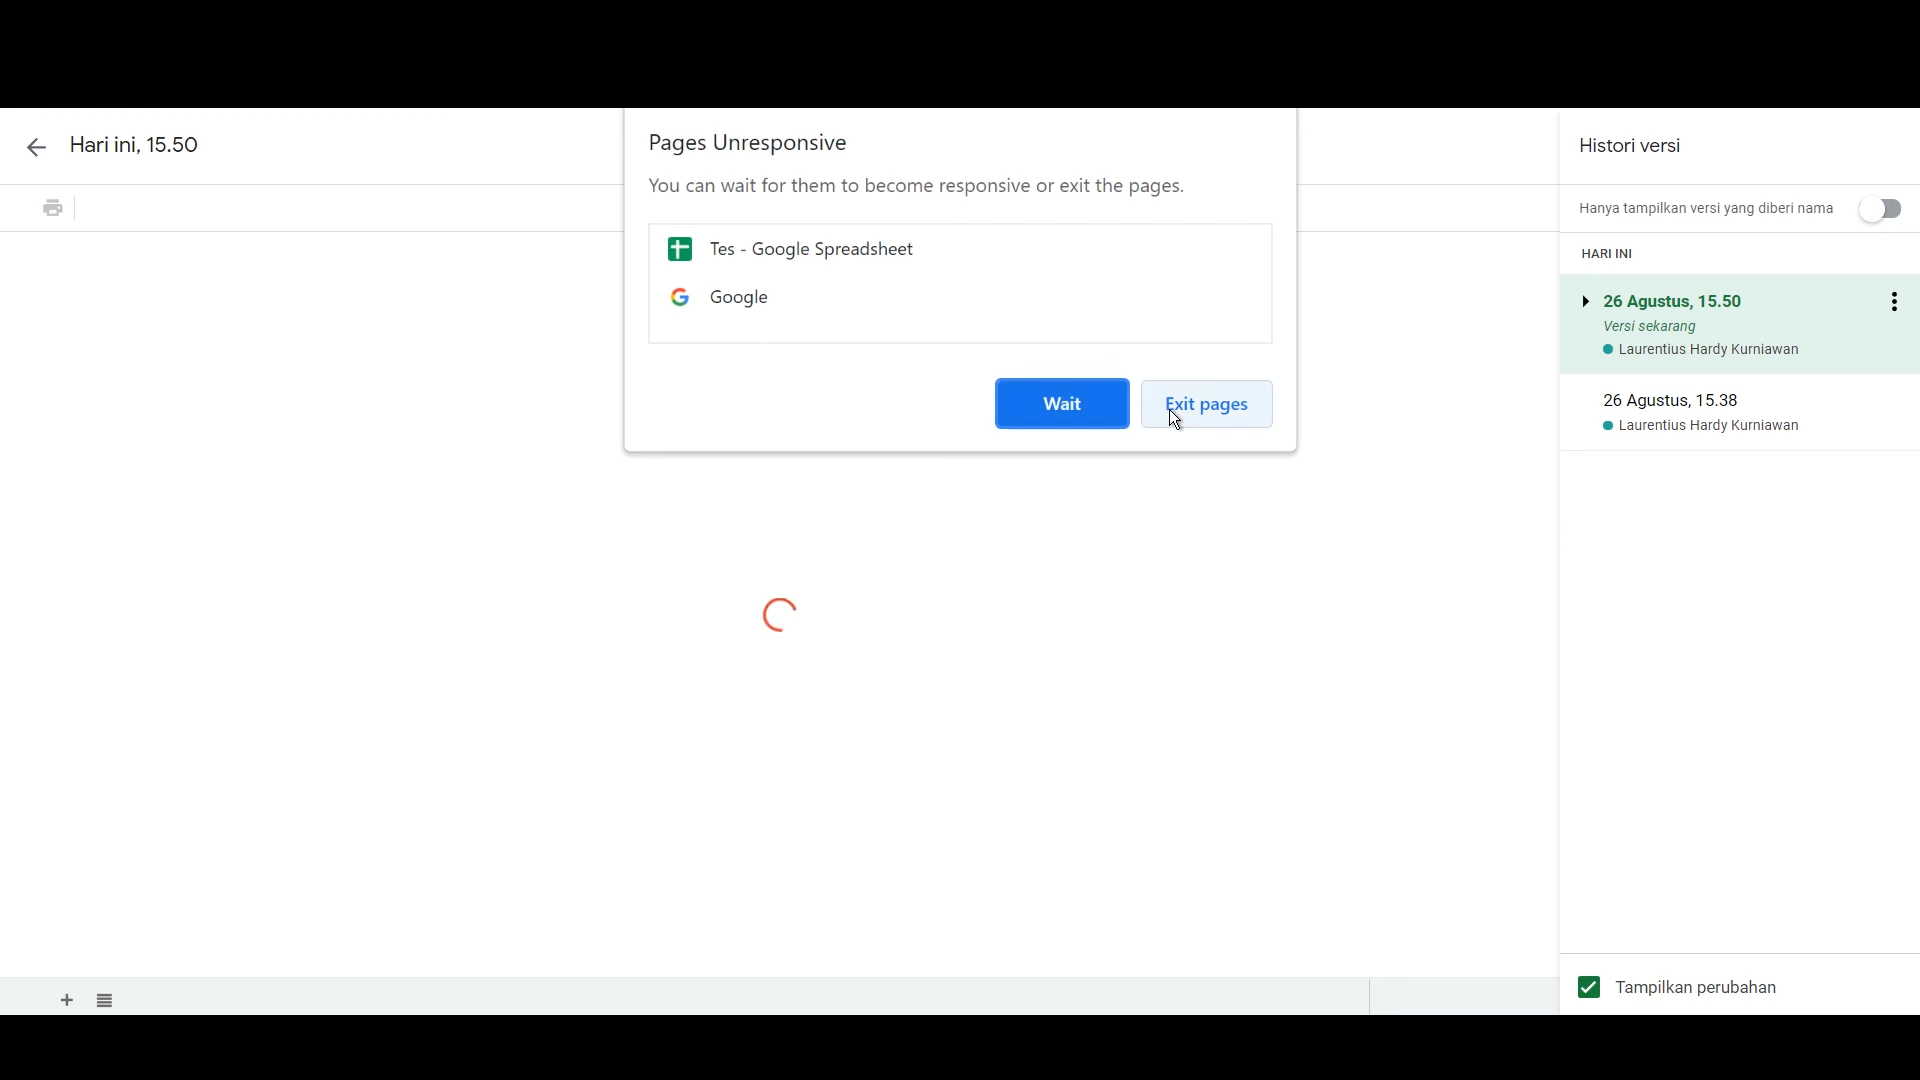 Hari ini, 15.50
Pages Unresponsive
You can wait for them to become responsive or exit the pages.
Tes - Google Spreadsheet
Google
Wait
Exit pages
Histori versi
Hanya tampilkan versi yang diberi nama
HARI INI
26 Agustus, 15.50
Versi sekarang
Laurentius Hardy Kurniawan
26 Agustus, 15.38
Laurentius Hardy Kurniawan
Tampilkan perubahan